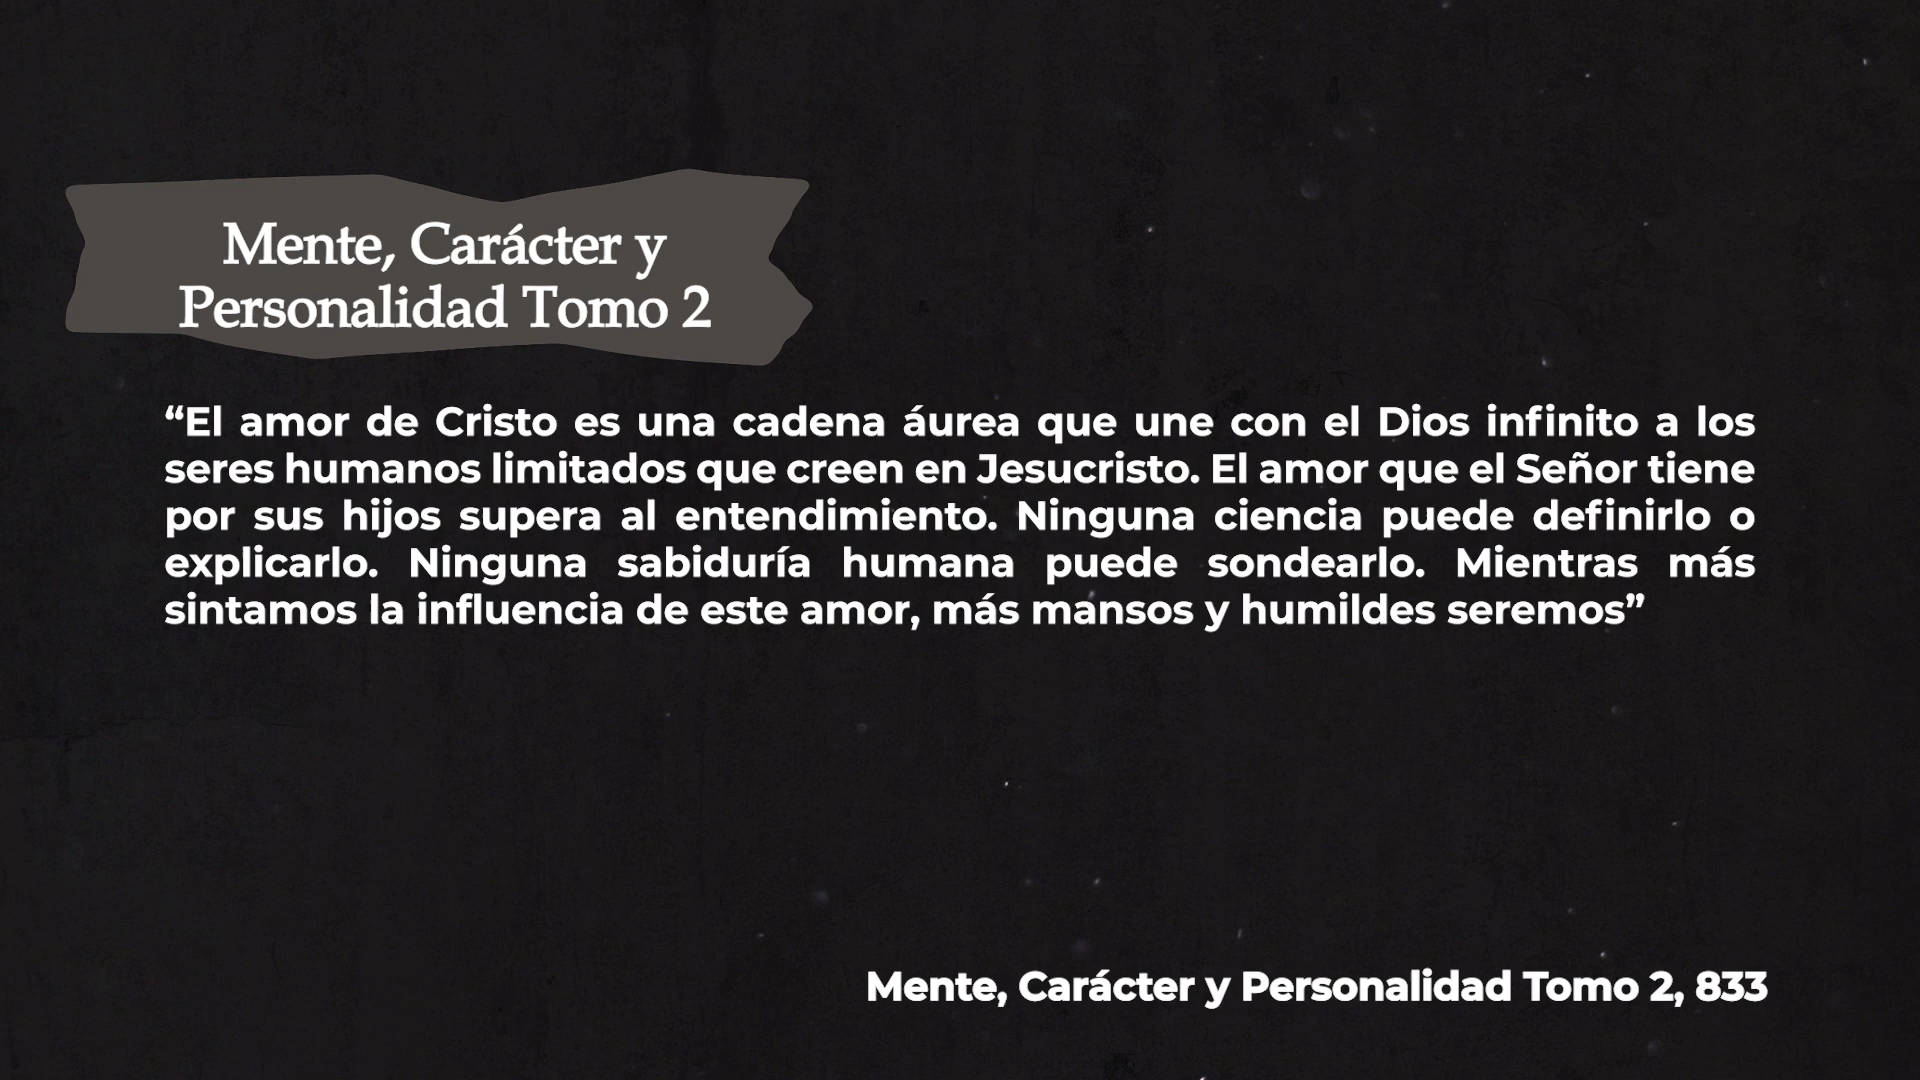 Mente, Carácter y
Personalidad Tomo 2
“El amor de Cristo es una cadena áurea que une con el Dios infinito a los
seres humanos limitados que creen en Jesucristo. El amor que el Señor tiene
por sus hijos supera al entendimiento. Ninguna ciencia puede definirlo o
explicarlo. Ninguna sabiduría humana puede sondearlo. Mientras más
sintamos la influencia de este amor, más mansos y humildes seremos”
Mente, Carácter y Personalidad Tomo 2, 833